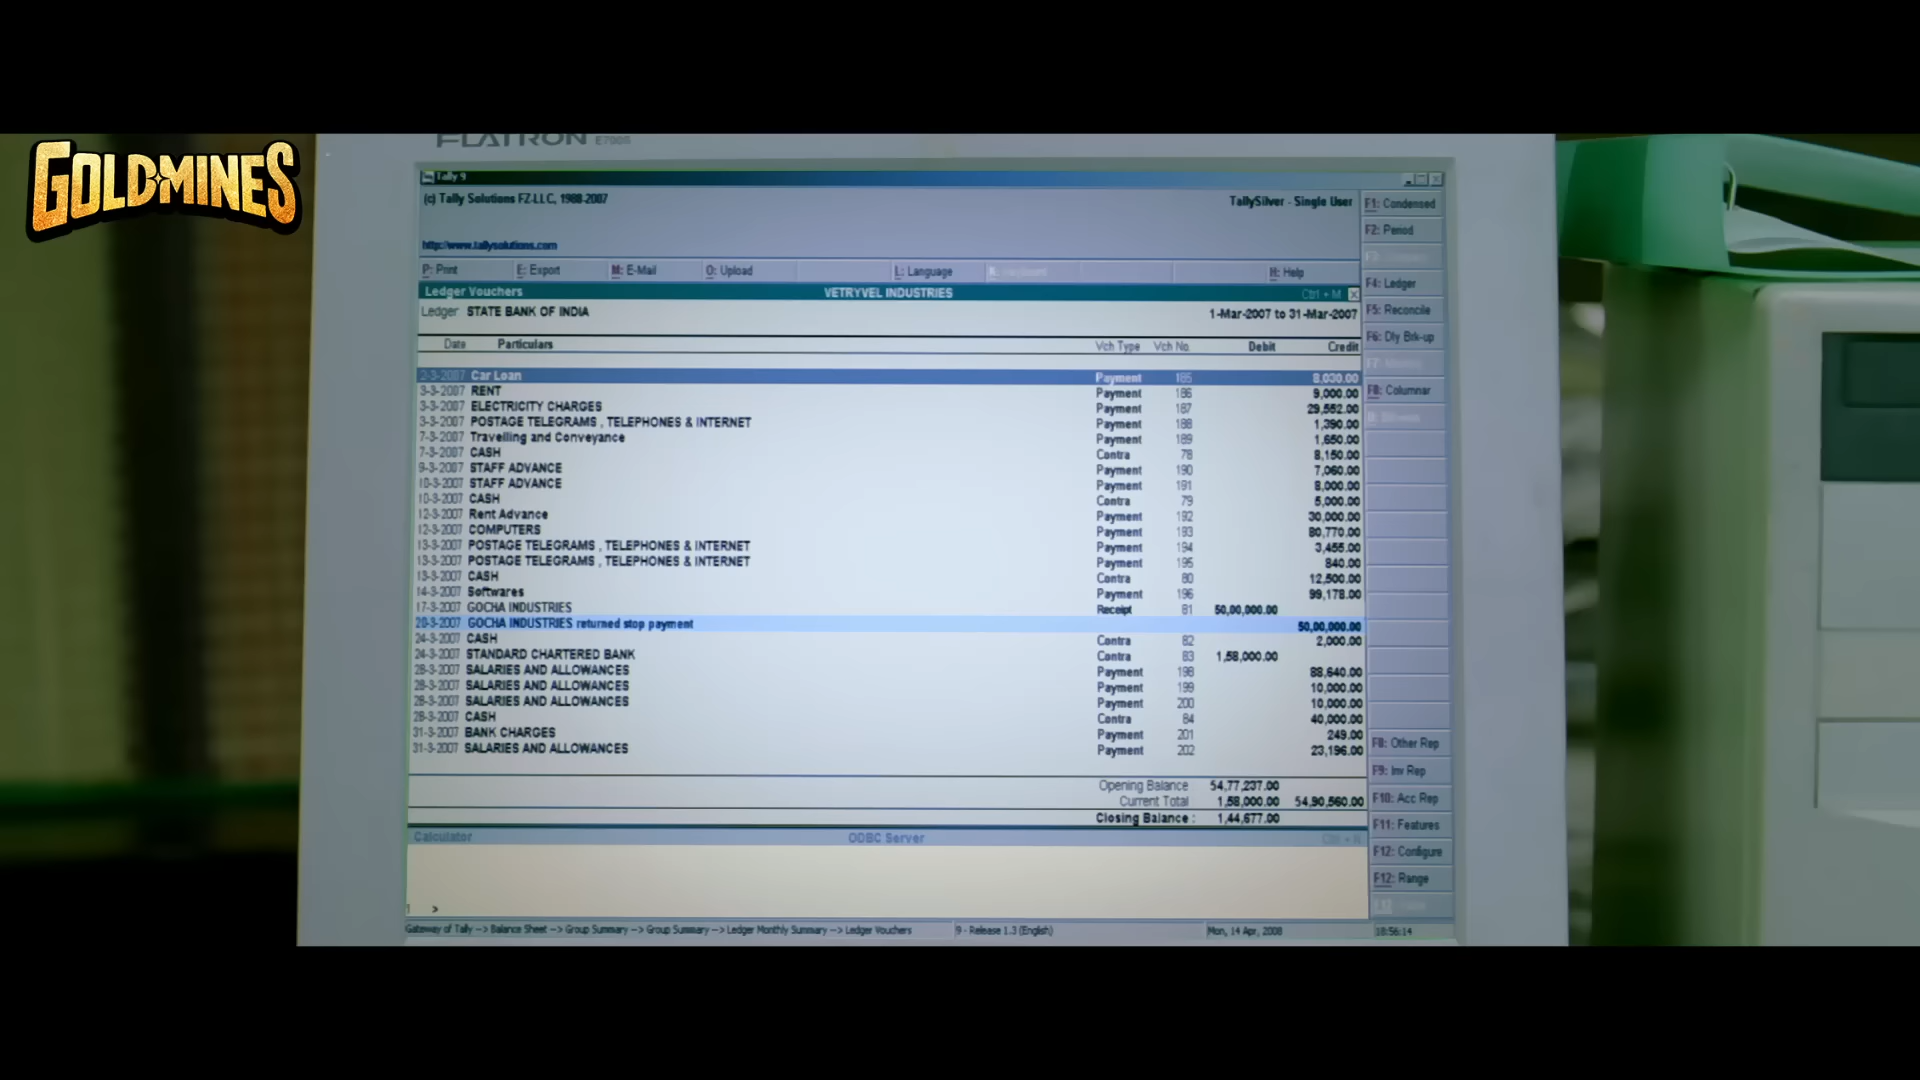 GOLDMINES
FLATRON E700S
Tally 9
(c) Tally Solutions FZ-LLC, 1988-2007 TallySilver - Single User
http://www.tallysolutions.com
P: Print E: Export M: E-Mail O: Upload L: Language H: Help
Ledger Vouchers VETRYVEL INDUSTRIES Ctrl + M
Ledger STATE BANK OF INDIA 1-Mar-2007 to 31-Mar-2007
Date Particulars Vch Type Vch No. Debit Credit
2-3-2007 Car Loan Payment 185 8,030.00
3-3-2007 RENT Payment 186 9,000.00
3-3-2007 ELECTRICITY CHARGES Payment 187 29,552.00
3-3-2007 POSTAGE TELEGRAMS , TELEPHONES & INTERNET Payment 188 1,390.00
7-3-2007 Travelling and Conveyance Payment 189 1,650.00
7-3-2007 CASH Contra 78 8,150.00
9-3-2007 STAFF ADVANCE Payment 190 7,060.00
10-3-2007 STAFF ADVANCE Payment 191 8,000.00
10-3-2007 CASH Contra 79 5,000.00
12-3-2007 Rent Advance Payment 192 30,000.00
12-3-2007 COMPUTERS Payment 193 80,770.00
13-3-2007 POSTAGE TELEGRAMS , TELEPHONES & INTERNET Payment 194 3,455.00
13-3-2007 POSTAGE TELEGRAMS , TELEPHONES & INTERNET Payment 195 840.00
13-3-2007 CASH Contra 80 12,500.00
14-3-2007 Softwares Payment 196 99,178.00
17-3-2007 GOCHA INDUSTRIES Receipt 81 50,00,000.00
20-3-2007 GOCHA INDUSTRIES returned stop payment 50,00,000.00
24-3-2007 CASH Contra 82 2,000.00
24-3-2007 STANDARD CHARTERED BANK Contra 83 1,58,000.00
28-3-2007 SALARIES AND ALLOWANCES Payment 198 88,640.00
28-3-2007 SALARIES AND ALLOWANCES Payment 199 10,000.00
28-3-2007 SALARIES AND ALLOWANCES Payment 200 10,000.00
28-3-2007 CASH Contra 84 40,000.00
31-3-2007 BANK CHARGES Payment 201 249.00
31-3-2007 SALARIES AND ALLOWANCES Payment 202 23,196.00
Opening Balance 54,77,237.00
Current Total 1,58,000.00 54,90,560.00
Closing Balance : 1,44,677.00
Calculator ODBC Server Ctrl + N
1 >
Gateway of Tally --> Balance Sheet --> Group Summary --> Group Summary --> Ledger Monthly Summary --> Ledger Vouchers 9 - Release 1.3 (English) Mon, 14 Apr, 2008 18:56:14
F1: Condensed
F2: Period
F4: Ledger
F5: Reconcile
F6: Dly Brk-up
F8: Columnar
F8: Other Rep
F9: Inv Rep
F10: Acc Rep
F11: Features
F12: Configure
F12: Range